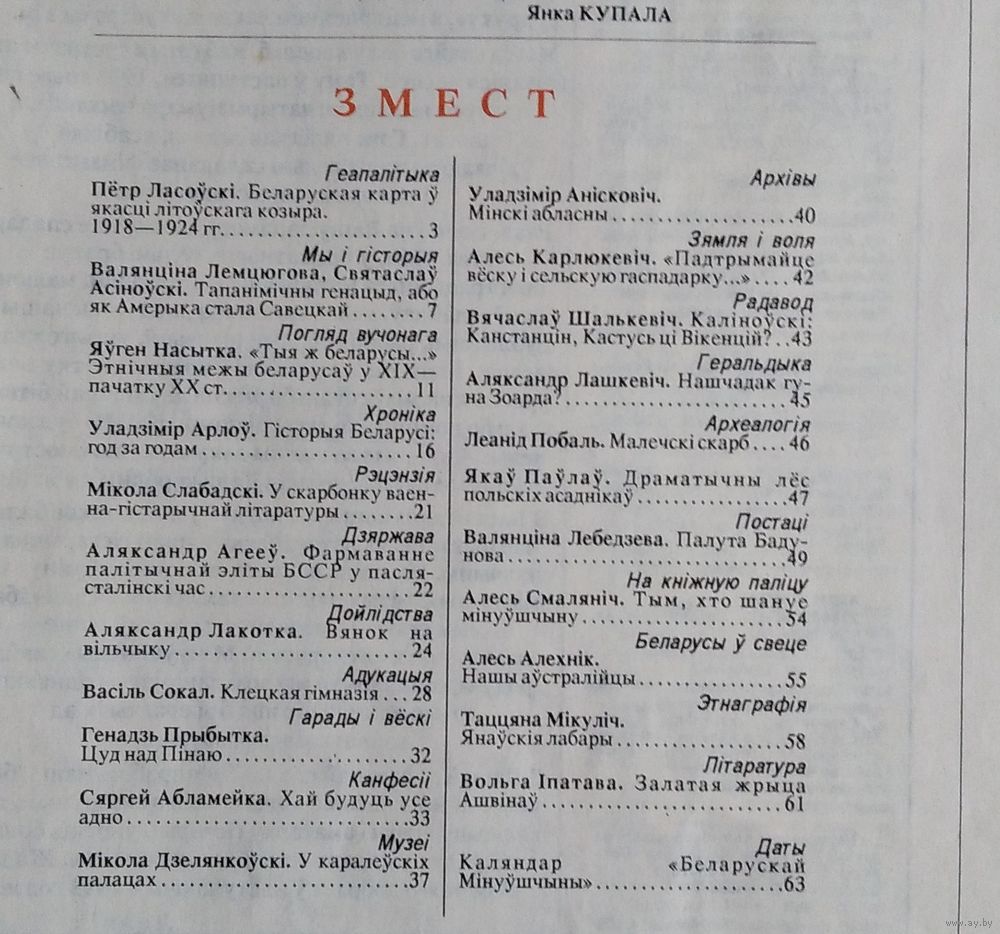 Янка КУПАЛА
ЗМЕСТ
Геапалітыка
Пётр Ласоўскі. Беларуская карта ў
якасці літоўскага козыра.
1918—1924 гг. 3
Мы і гісторыя
Валянціна Лемцюгова, Святаслаў
Асіноўскі. Тапанімічны генацыд, або
як Амерыка стала Савецкай ........ 7
Погляд вучонага
Яўген Насытка. «Тыя ж беларусы...»
Этнічныя межы беларусаў у XIX—
пачатку XX ст. .................. 11
Хроніка
Уладзімір Арлоў. Гісторыя Беларусі:
год за годам .................... 16
Рэцэнзія
Мікола Слабадскі. У скарбонку ваен-
на-гістарычнай літаратуры ........21
Дзяржава
Аляксандр Агееў. Фармаванне
палітычнай эліты БССР у пасля-
сталінскі час .................... 22
Дойлідства
Аляксандр Лакотка. Вянок на
вільчыку ........................ 24
Адукацыя
Васіль Сокал. Клецкая гімназія ... 28
Гарады і вёскі
Генадзь Прыбытка.
Цуд над Пінаю .................. 32
Канфесіі
Сяргей Абламейка. Хай будуць усе
адно .............................33
Музеі
Мікола Дзелянкоўскі. У каралеўскіх
палацах ..........................37
Архівы
Уладзімір Анісковіч.
Мінскі абласны ...................40
Зямля і воля
Алесь Карлюкевіч. «Падтрымайце
вёску і сельскую гаспадарку...» .... 42
Радавод
Вячаслаў Шалькевіч. Каліноўскі:
Канстанцін, Кастусь ці Вікенцій? ..43
Геральдыка
Аляксандр Лашкевіч. Нашчадак гу-
на Зоарда? ........................45
Археалогія
Леанід Побаль. Малечскі скарб .... 46
Якаў Паўлаў. Драматычны лёс
польскіх асаднікаў ................47
Постаці
Валянціна Лебедзева. Палута Баду-
нова ..............................49
На кніжную паліцу
Алесь Смаляніч. Тым, хто шануе
мінуўшчыну ......................54
Беларусы ў свеце
Алесь Алехнік.
Нашы аўстралійцы ................ 55
Этнаграфія
Таццяна Мікуліч.
Янаўскія лабары .................. 58
Літаратура
Вольга Іпатава. Залатая жрыца
Ашвінаў ..........................61
Даты
Каляндар «Беларускай
Мінуўшчыны» ....................63
www.ay.by